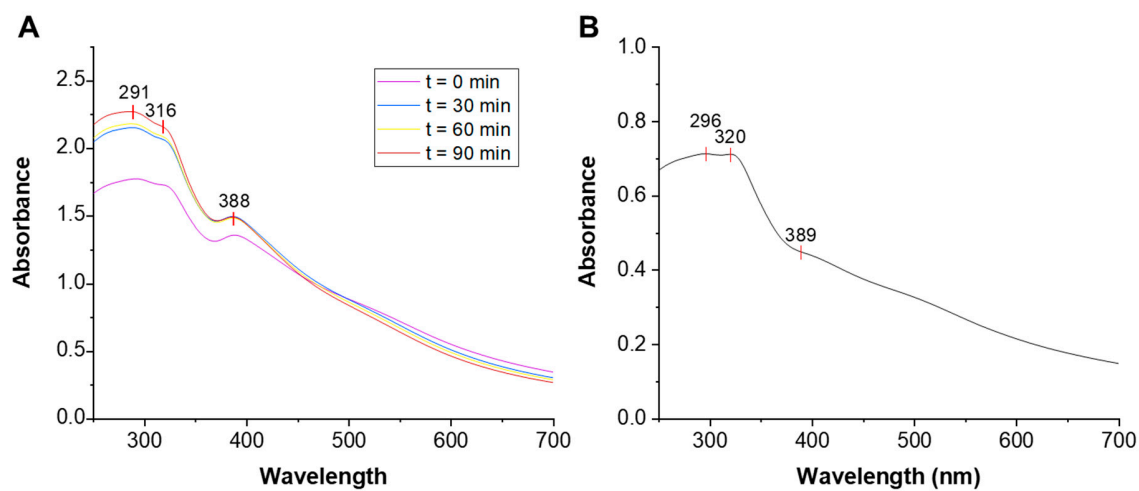 A
B
291
316
388
t = 0 min
t = 30 min
t = 60 min
t = 90 min
2.5
2.0
1.5
1.0
0.5
0.0
Absorbance
300
400
500
600
700
Wavelength
296
320
389
1.0
0.8
0.6
0.4
0.2
0.0
Absorbance
300
400
500
600
700
Wavelength (nm)